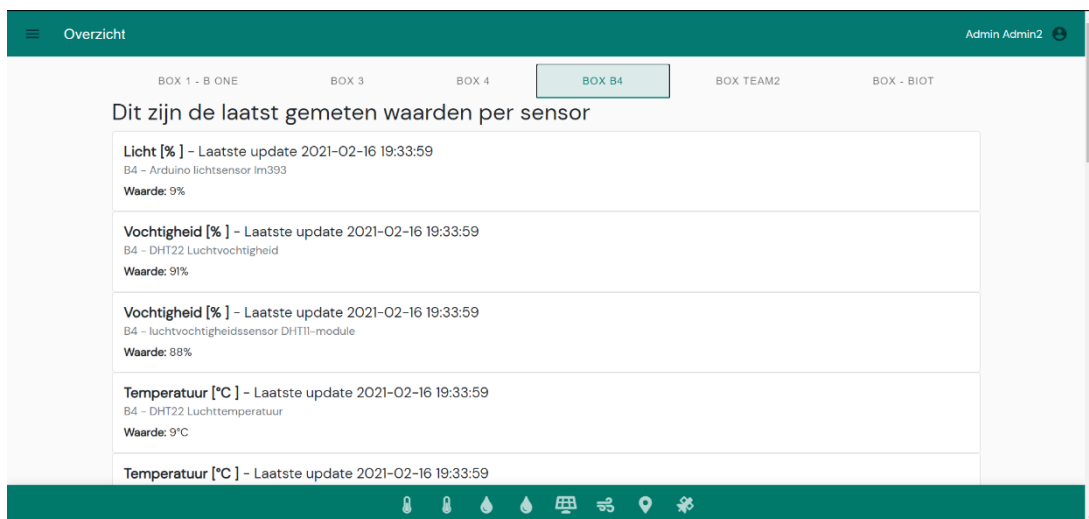 Overzicht
Admin Admin2
BOX 1 - B ONE
BOX 3
BOX 4
BOX B4
BOX TEAM2
BOX - BIOT
Dit zijn de laatst gemeten waarden per sensor
Licht [% ] - Laatste update 2021-02-16 19:33:59
B4 - Arduino lichtsensor lm393
Waarde: 9%
Vochtigheid [% ] - Laatste update 2021-02-16 19:33:59
B4 - DHT22 Luchtvochtigheid
Waarde: 91%
Vochtigheid [% ] - Laatste update 2021-02-16 19:33:59
B4 - luchtvochtigheidssensor DHT11-module
Waarde: 88%
Temperatuur [°C ] - Laatste update 2021-02-16 19:33:59
B4 - DHT22 Luchttemperatuur
Waarde: 9°C
Temperatuur [°C ] - Laatste update 2021-02-16 19:33:59